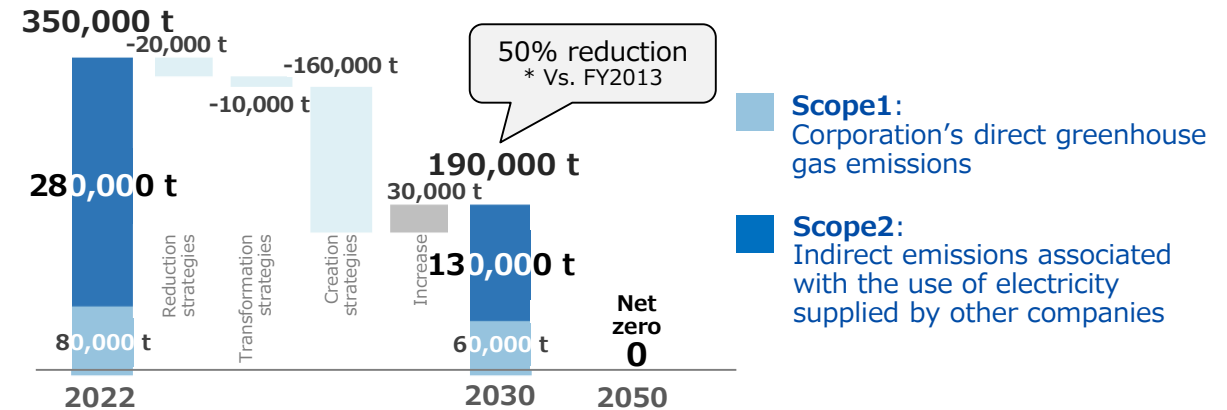 350,000 t
-20,000 t
-10,000 t
-160,000 t
50% reduction
* Vs. FY2013
190,000 t
30,000 t
280,000 t
130,000 t
80,000 t
60,000 t
Reduction
strategies
Transformation
strategies
Creation
strategies
Increase
Net
zero
0
2022
2030
2050
Scope1:
Corporation’s direct greenhouse
gas emissions
Scope2:
Indirect emissions associated
with the use of electricity
supplied by other companies